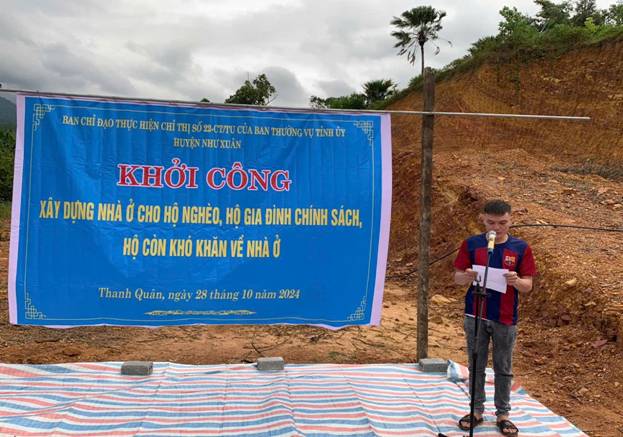 BAN CHỈ ĐẠO THỰC HIỆN CHỈ THỊ SỐ 22-CT/TU CỦA BAN THƯỜNG VỤ TỈNH ỦY
HUYỆN NHƯ XUÂN
KHỞI CÔNG
XÂY DỰNG NHÀ Ở CHO HỘ NGHÈO, HỘ GIA ĐÌNH CHÍNH SÁCH,
HỘ CÒN KHÓ KHĂN VỀ NHÀ Ở
Thanh Quân, ngày 28 tháng 10 năm 2024